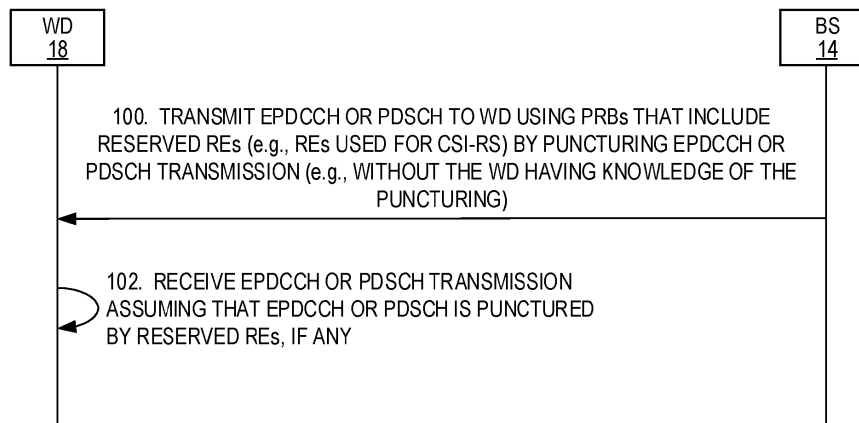 WD
18
BS
14
100. TRANSMIT EPDCCH OR PDSCH TO WD USING PRBs THAT INCLUDE
RESERVED REs (e.g., REs USED FOR CSI-RS) BY PUNCTURING EPDCCH OR
PDSCH TRANSMISSION (e.g., WITHOUT THE WD HAVING KNOWLEDGE OF THE
PUNCTURING)
102. RECEIVE EPDCCH OR PDSCH TRANSMISSION
ASSUMING THAT EPDCCH OR PDSCH IS PUNCTURED
BY RESERVED REs, IF ANY